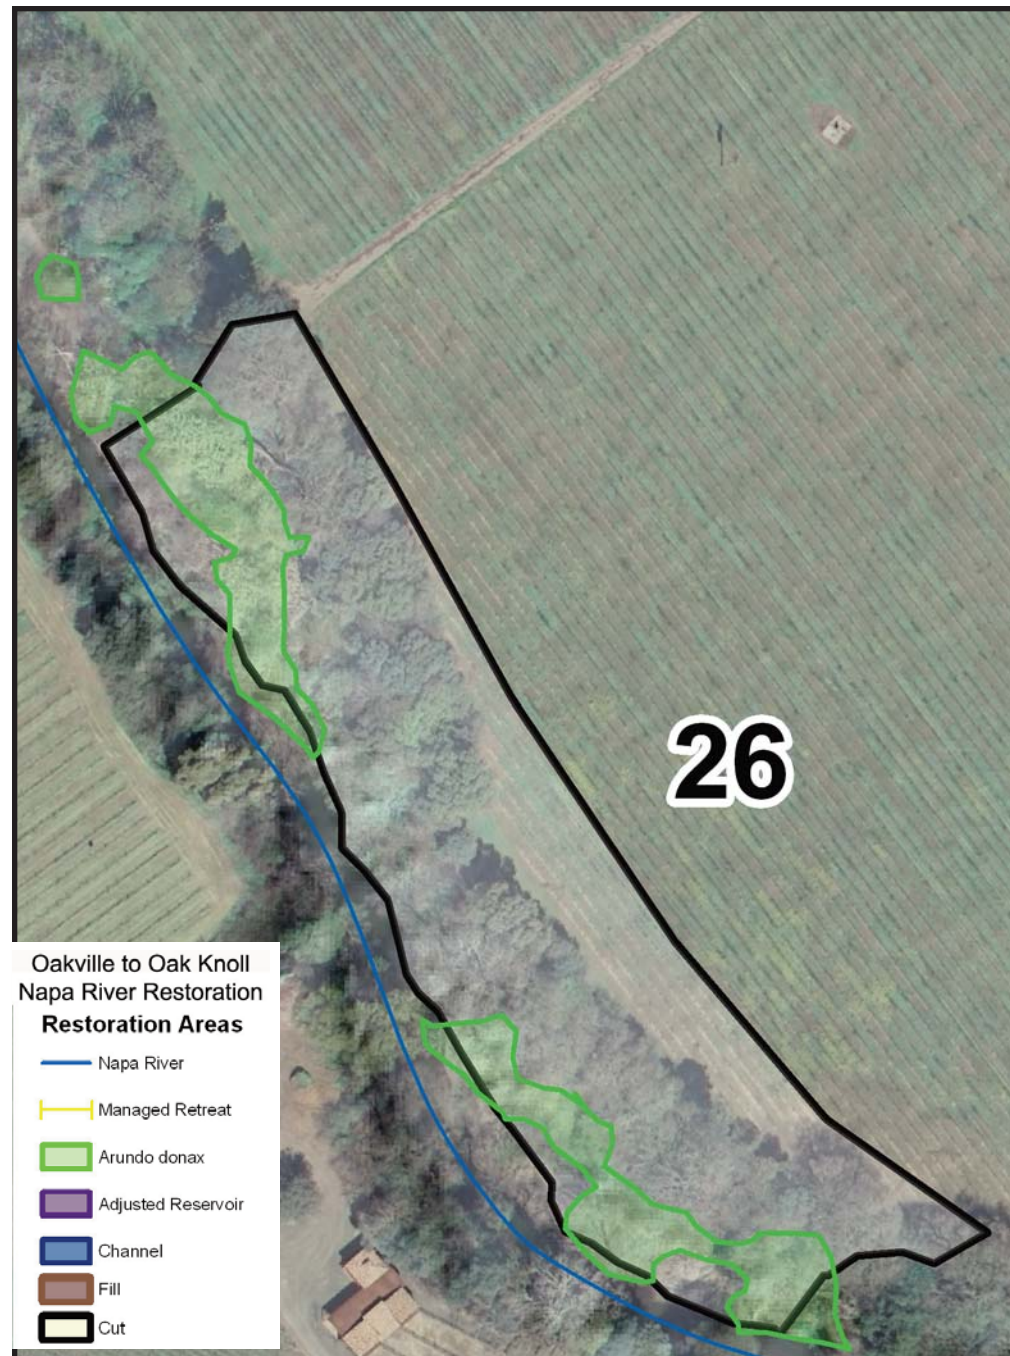 26
Oakville to Oak Knoll
Napa River Restoration
Restoration Areas
Napa River
Managed Retreat
Arundo donax
Adjusted Reservoir
Channel
Fill
Cut